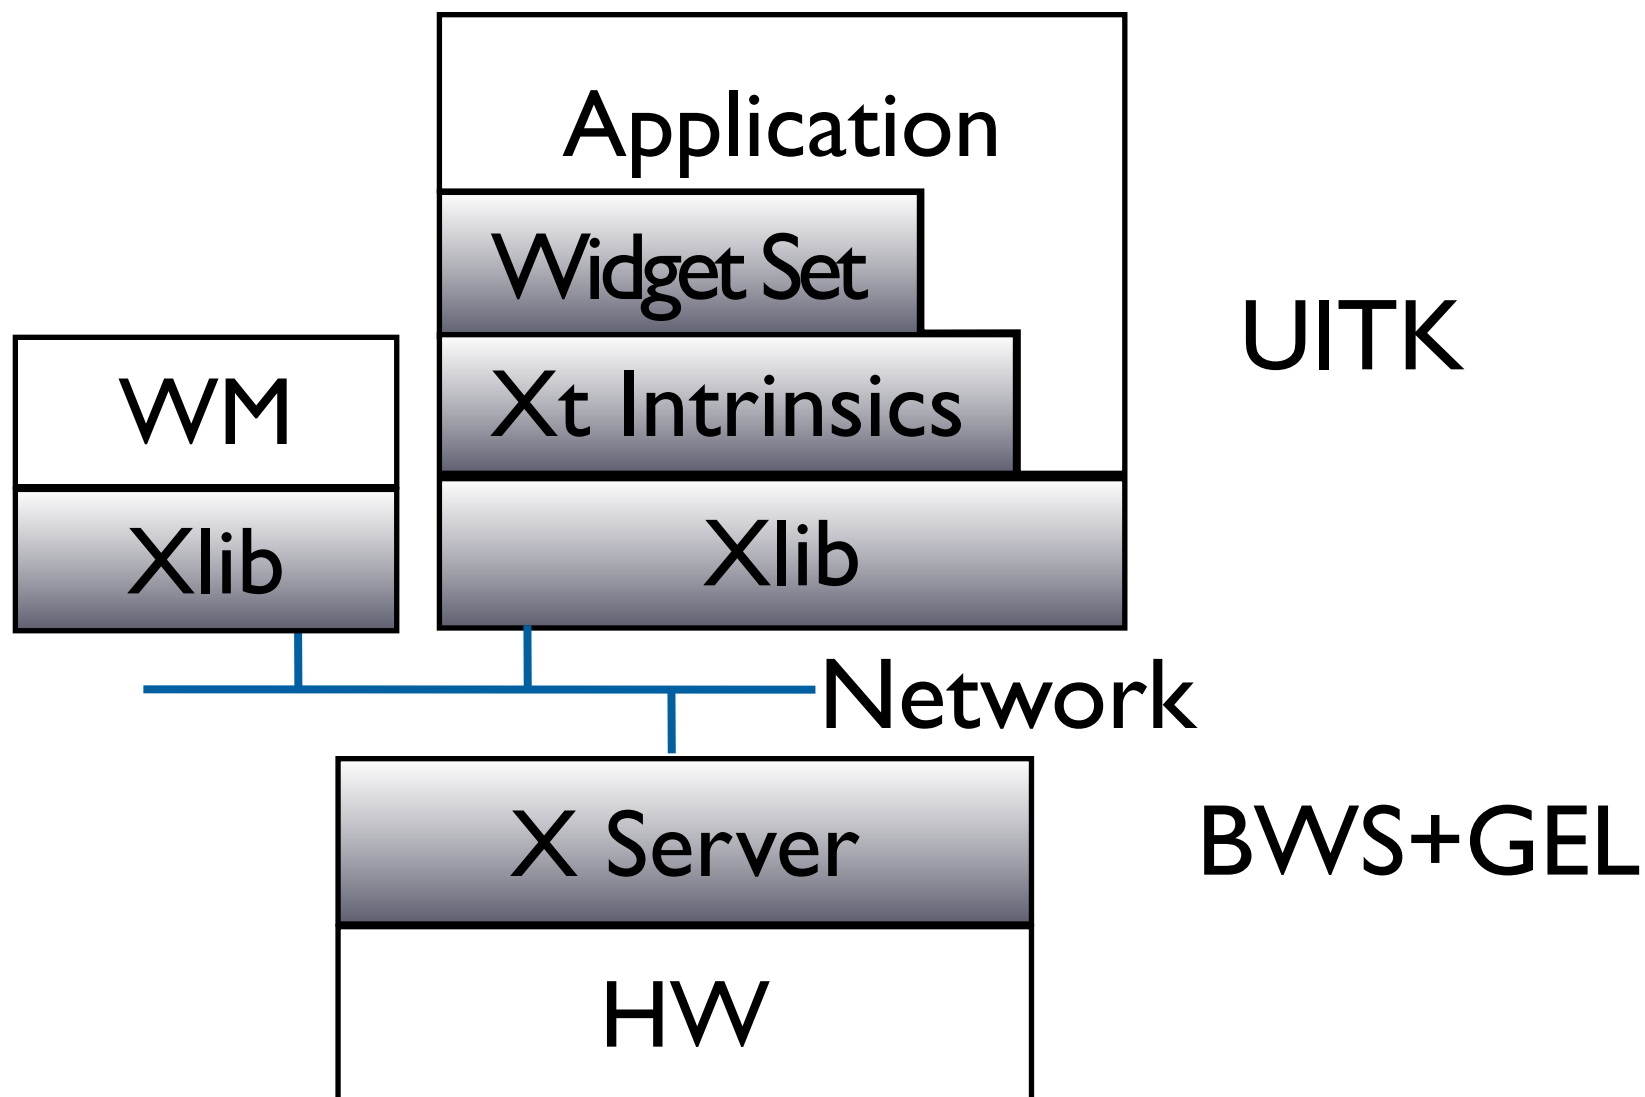 Application
Widget Set
UITK
WM
Xt Intrinsics
Xlib
Xlib
Network
X Server
BWS+GEL
HW